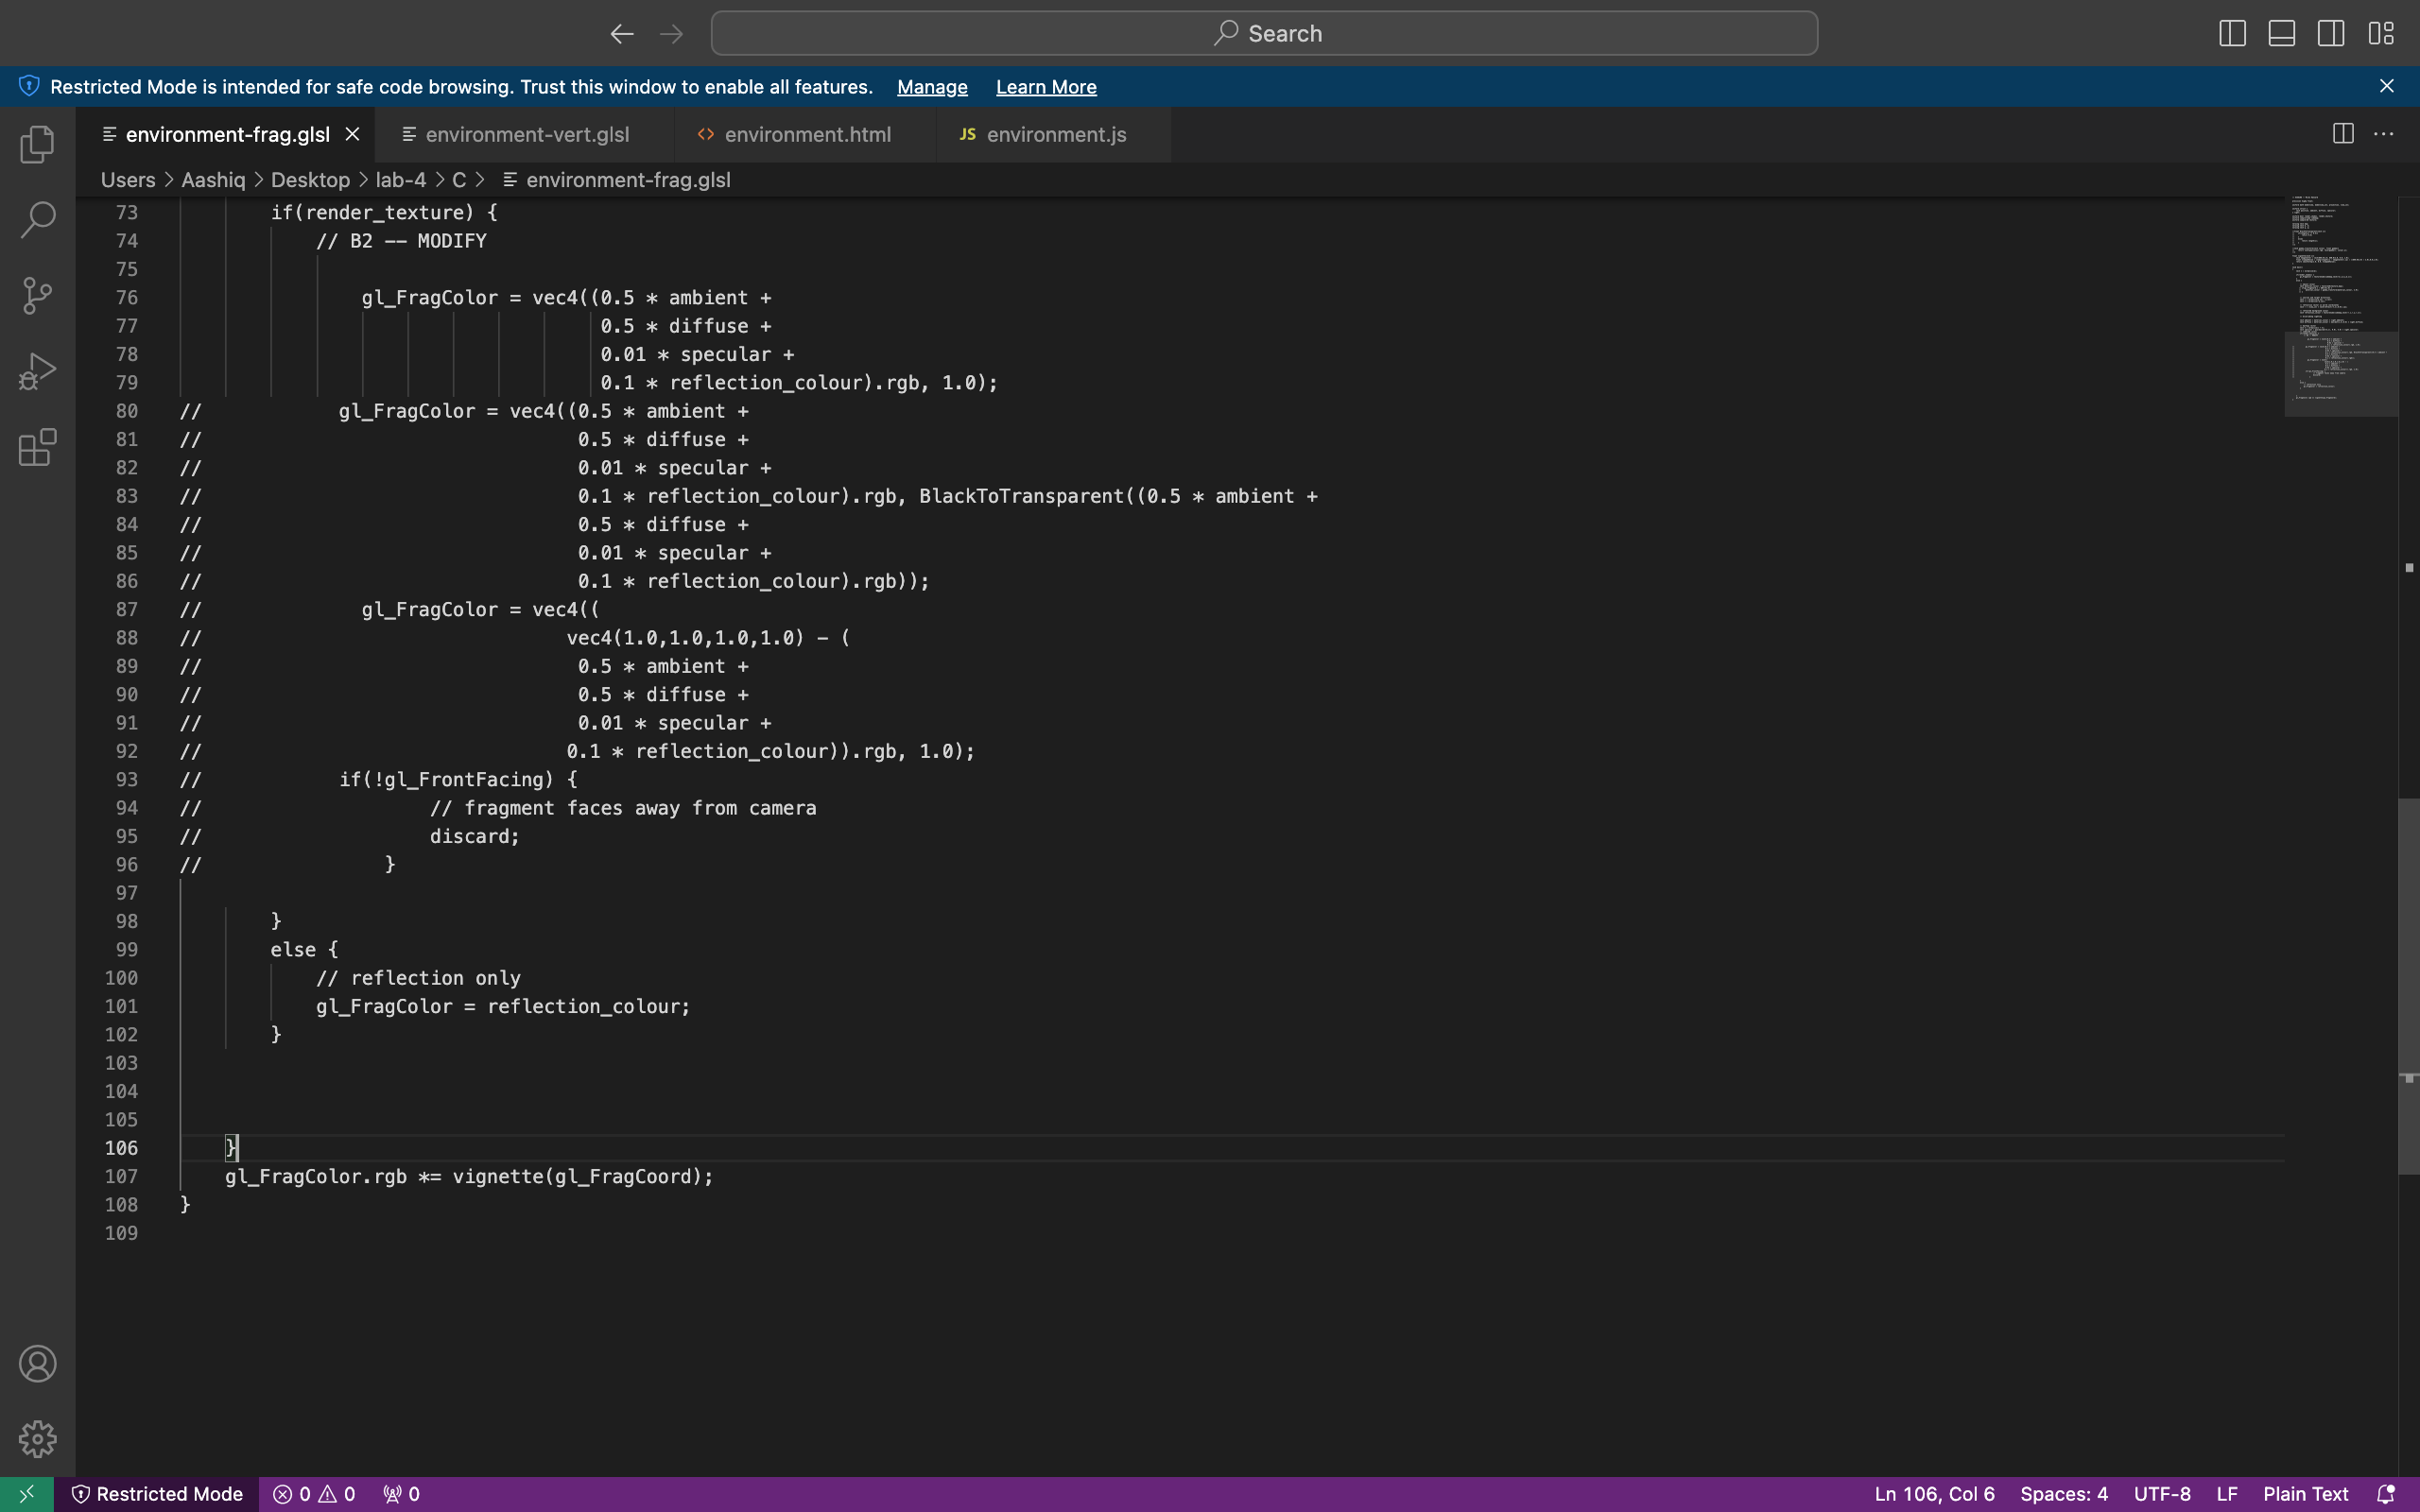 Search
Restricted Mode is intended for safe code browsing. Trust this window to enable all features. Manage Learn More
environment-frag.glsl environment-vert.glsl environment.html JS environment.js
Users > Aashiq > Desktop > lab-4 > C > environment-frag.glsl
73 if(render_texture) {
74 // B2 -- MODIFY
75
76 gl_FragColor = vec4((0.5 * ambient +
77 0.5 * diffuse +
78 0.01 * specular +
79 0.1 * reflection_colour).rgb, 1.0);
80 // gl_FragColor = vec4((0.5 * ambient +
81 // 0.5 * diffuse +
82 // 0.01 * specular +
83 // 0.1 * reflection_colour).rgb, BlackToTransparent((0.5 * ambient +
84 // 0.5 * diffuse +
85 // 0.01 * specular +
86 // 0.1 * reflection_colour).rgb));
87 // gl_FragColor = vec4((
88 // vec4(1.0,1.0,1.0,1.0) - (
89 // 0.5 * ambient +
90 // 0.5 * diffuse +
91 // 0.01 * specular +
92 // 0.1 * reflection_colour)).rgb, 1.0);
93 // if(!gl_FrontFacing) {
94 // // fragment faces away from camera
95 // discard;
96 // }
97
98 }
99 else {
100 // reflection only
101 gl_FragColor = reflection_colour;
102 }
103
104
105
106 }
107 gl_FragColor.rgb *= vignette(gl_FragCoord);
108 }
109
Restricted Mode 0 0 0 Ln 106, Col 6 Spaces: 4 UTF-8 LF Plain Text